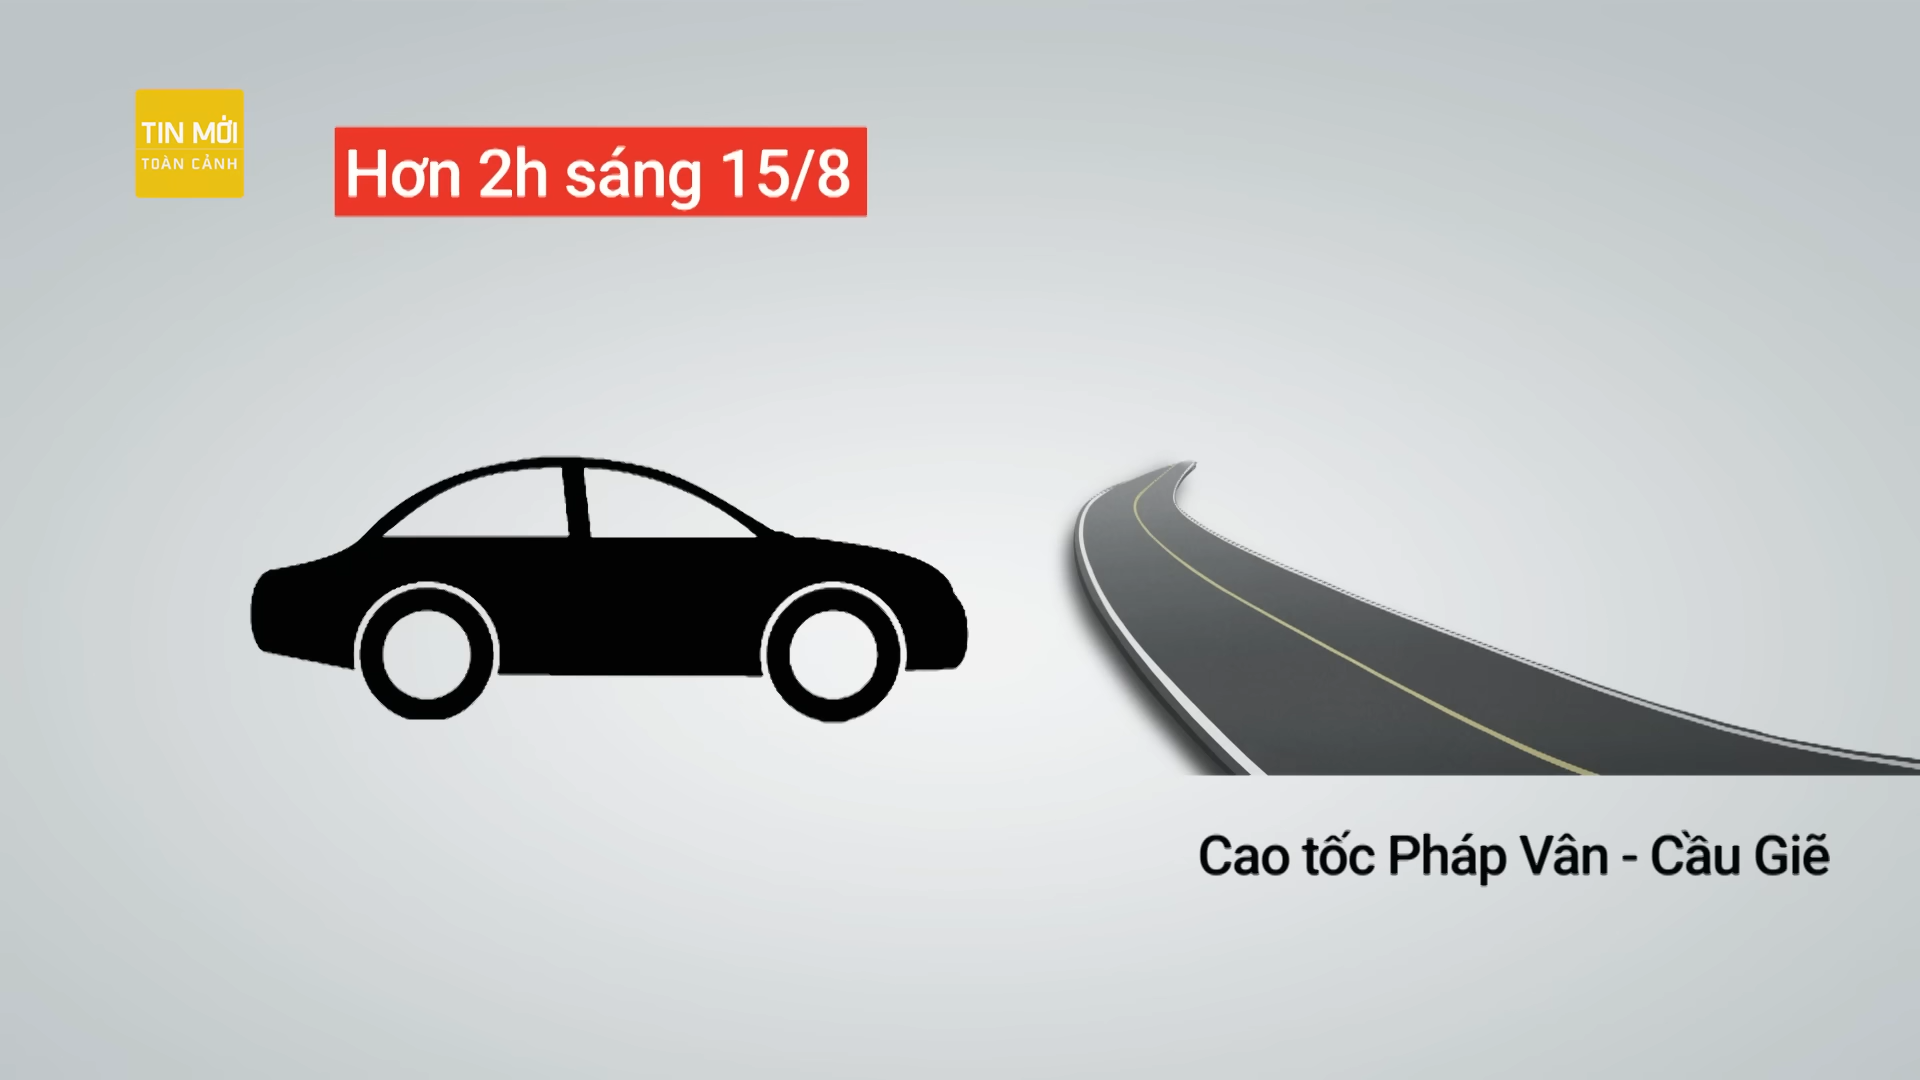 TIN MỚI
TOÀN CẢNH
Hơn 2h sáng 15/8
Cao tốc Pháp Vân - Cầu Giẽ